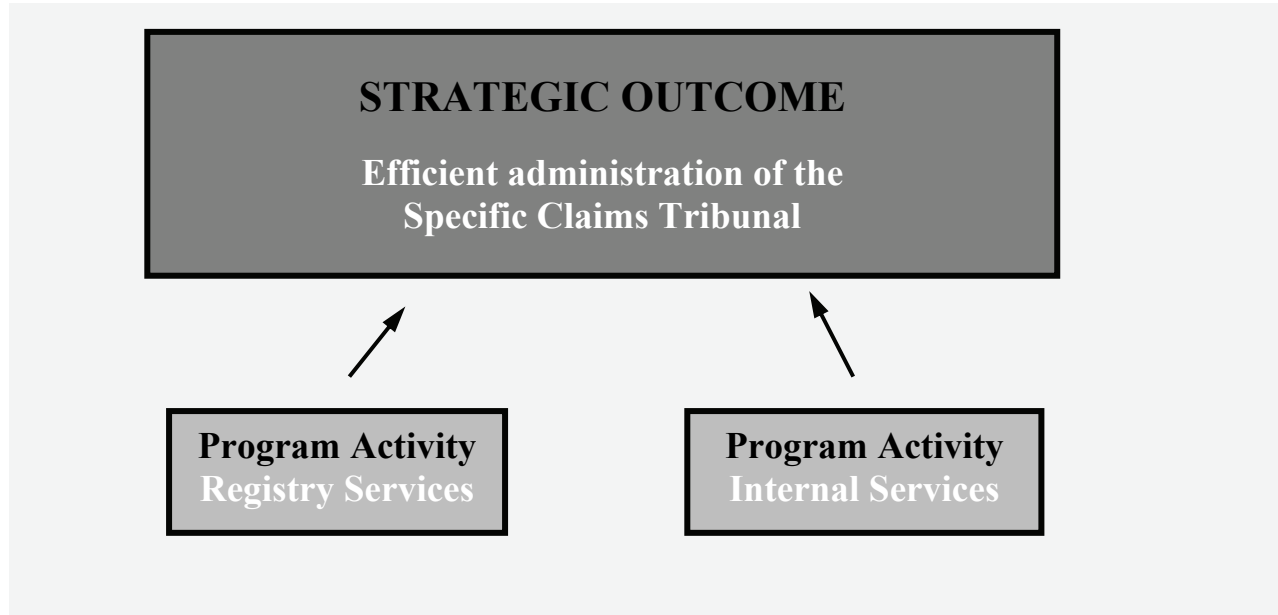 STRATEGIC OUTCOME
Efficient administration of the
Specific Claims Tribunal
Program Activity
Registry Services
Program Activity
Internal Services